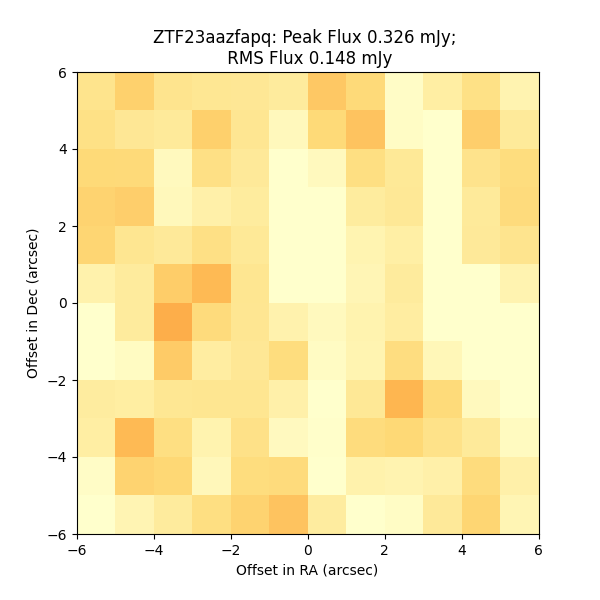 ZTF23aazfapq: Peak Flux 0.326 mJy;
RMS Flux 0.148 mJy
6
4
2
0
−2
−4
−6
Offset in Dec (arcsec)
−6 −4 −2 0 2 4 6
Offset in RA (arcsec)